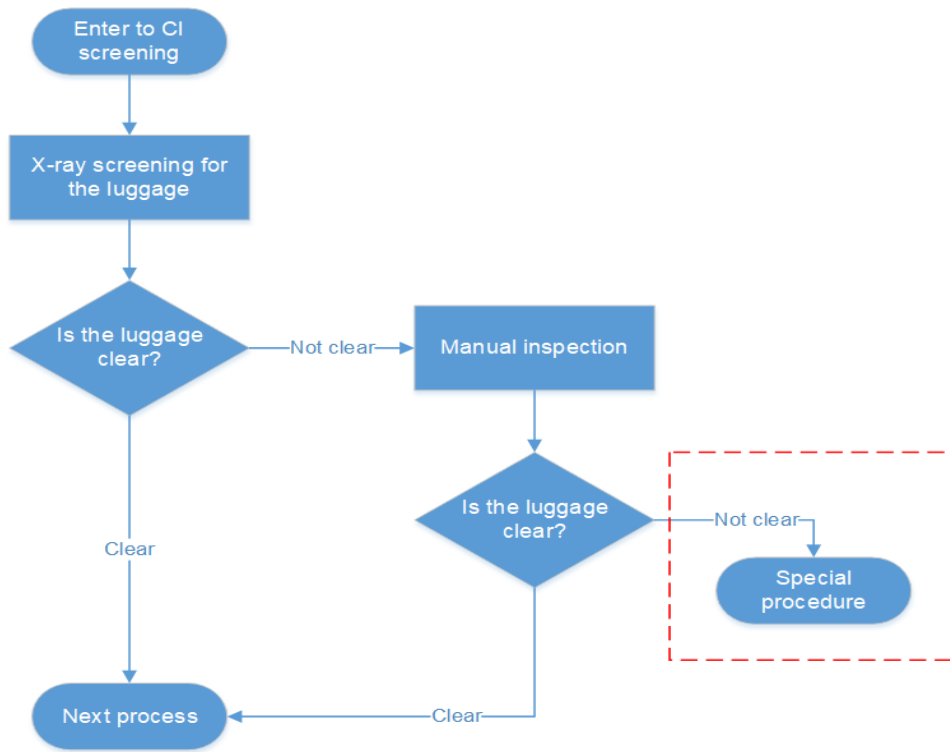 Enter to CI
screening
X-ray screening for
the luggage
Is the luggage
clear?
Not clear
Manual inspection
Is the luggage
clear?
Not clear
Special
procedure
Clear
Next process
Clear